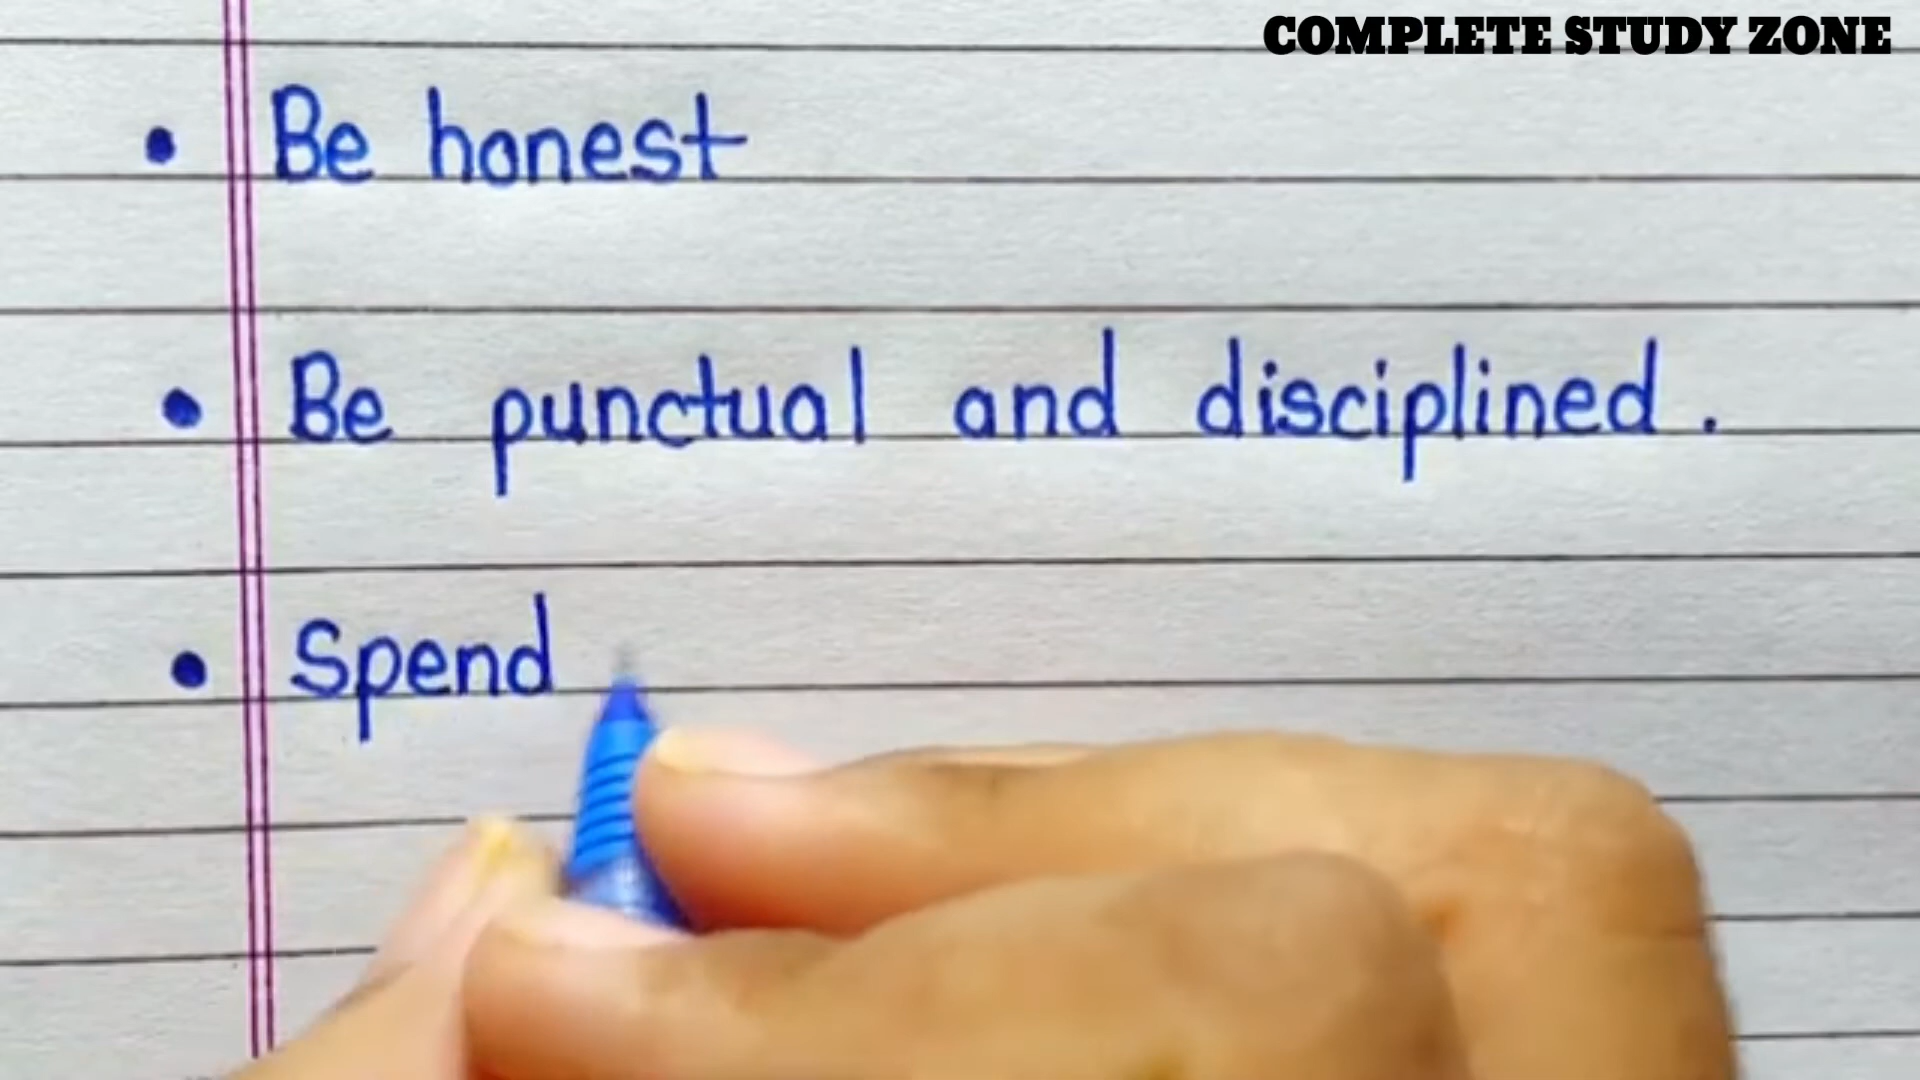 COMPLETE STUDY ZONE
• Be honest
• Be punctual and disciplined.
• Spend